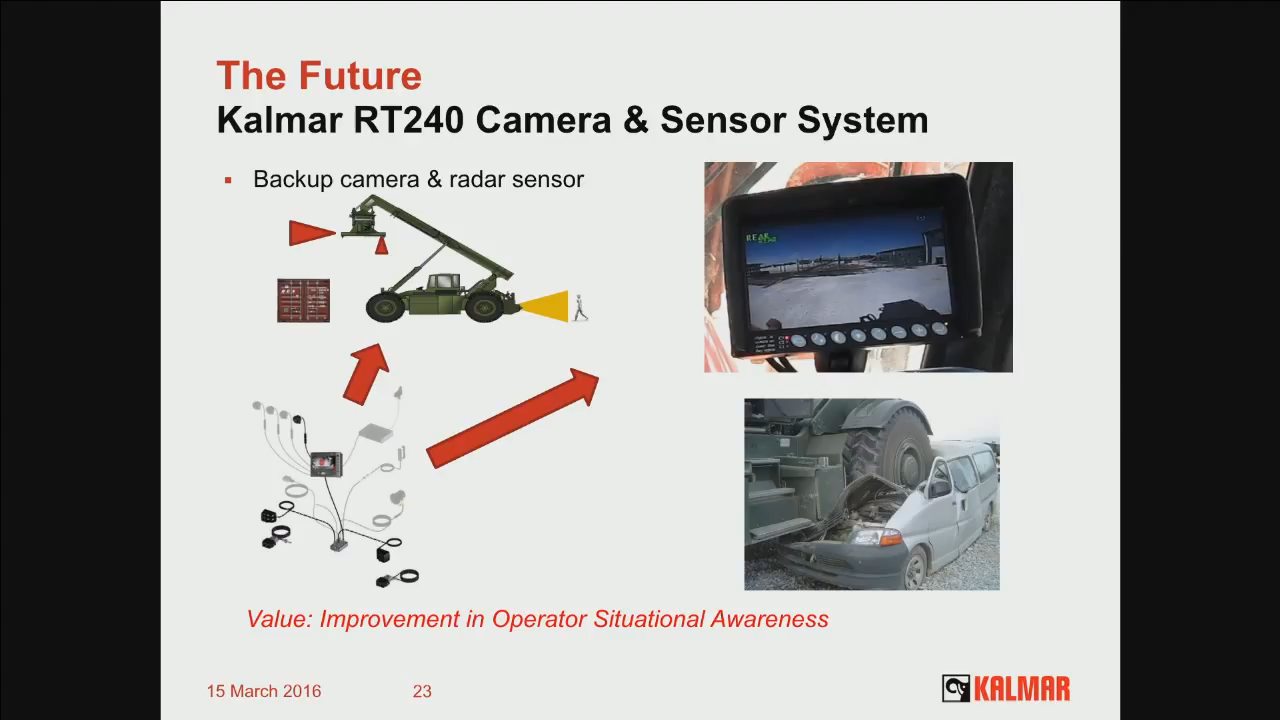 The Future
Kalmar RT240 Camera & Sensor System
Backup camera & radar sensor
REAR
Value: Improvement in Operator Situational Awareness
15 March 2016
23
KALMAR